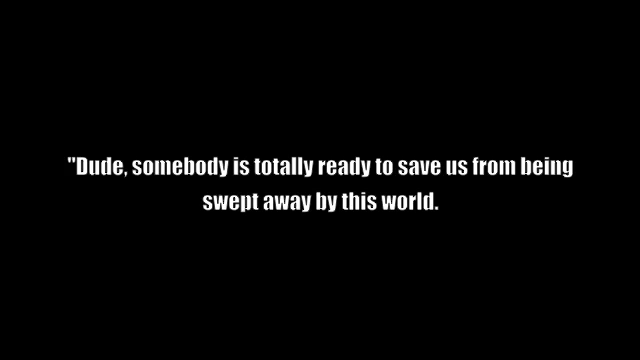 "Dude, somebody is totally ready to save us from being
swept away by this world.